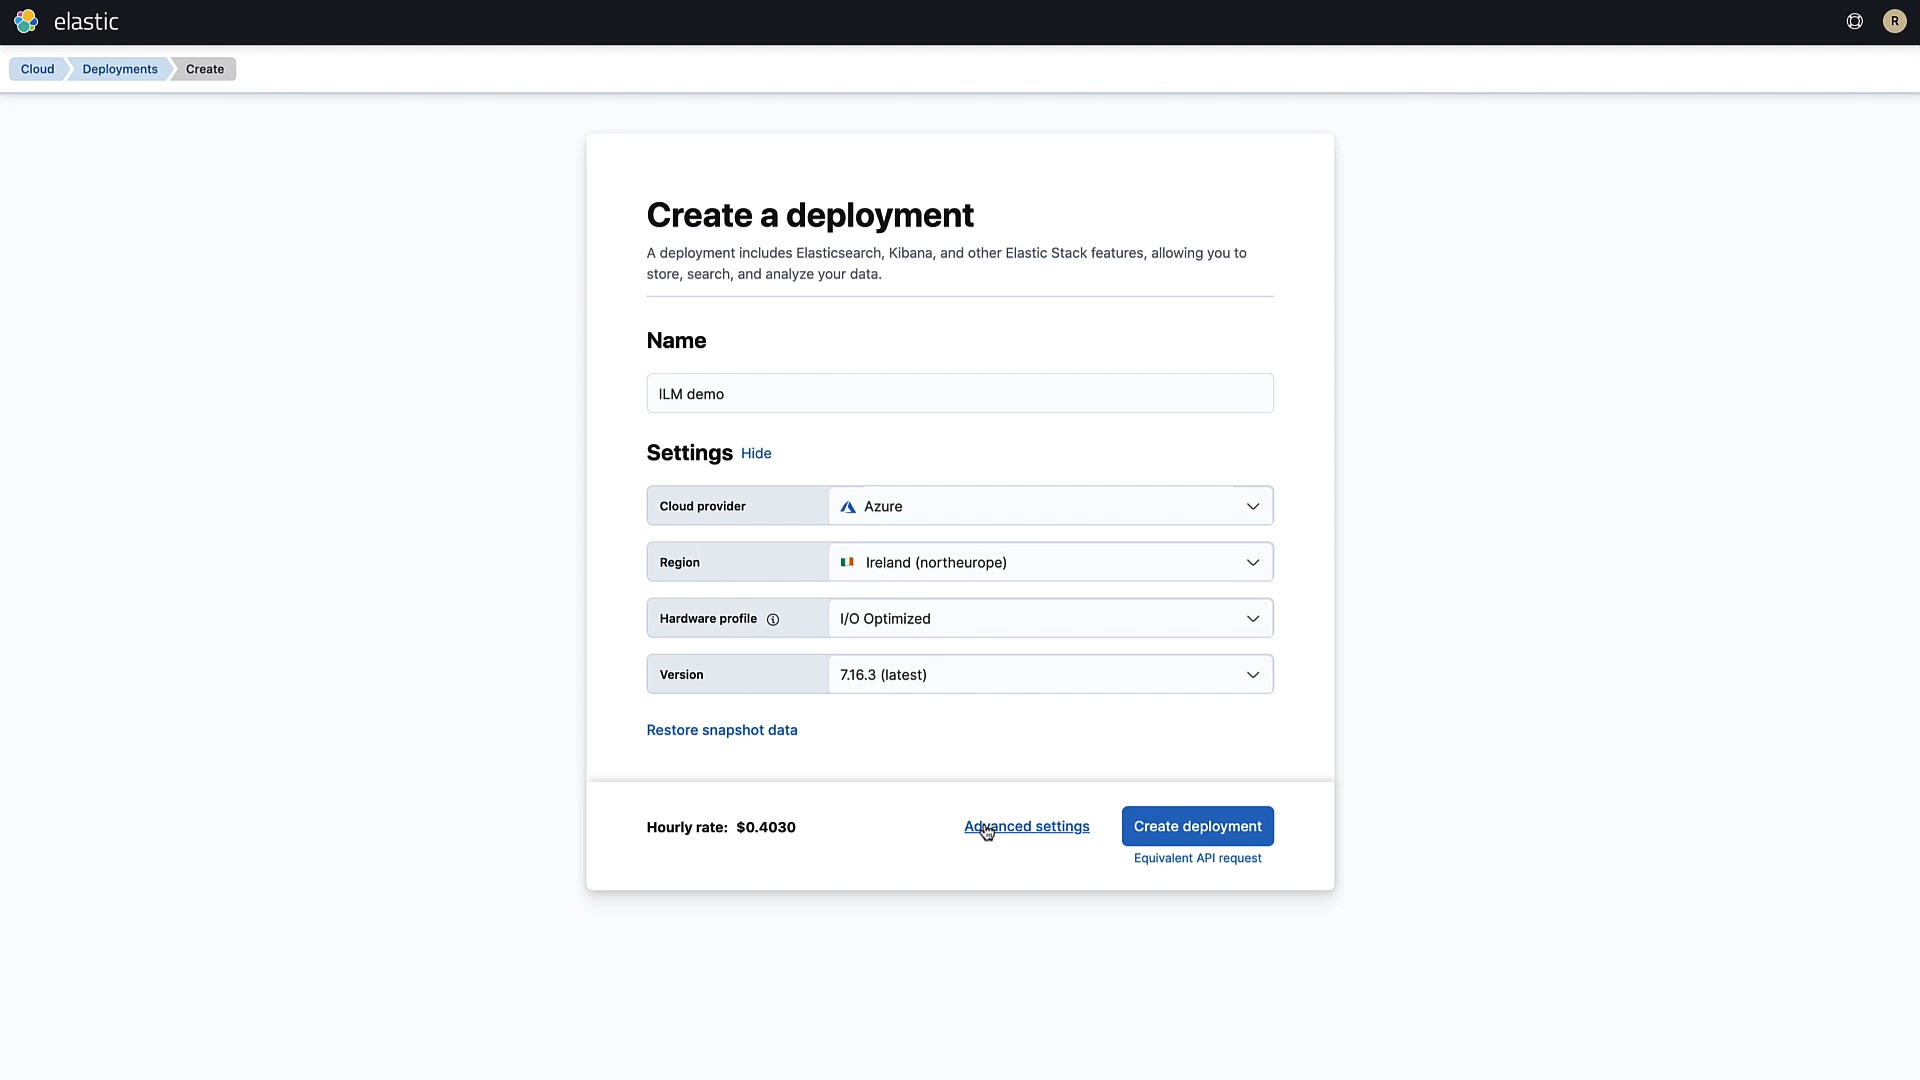 elastic
R
Cloud
Deployments
Create
Create a deployment
A deployment includes Elasticsearch, Kibana, and other Elastic Stack features, allowing you to
store, search, and analyze your data.
Name
ILM demo
Settings Hide
Cloud provider
Azure
Region
Ireland (northeurope)
Hardware profile
I/O Optimized
Version
7.16.3 (latest)
Restore snapshot data
Hourly rate: $0.4030
Advanced settings
Create deployment
Equivalent API request